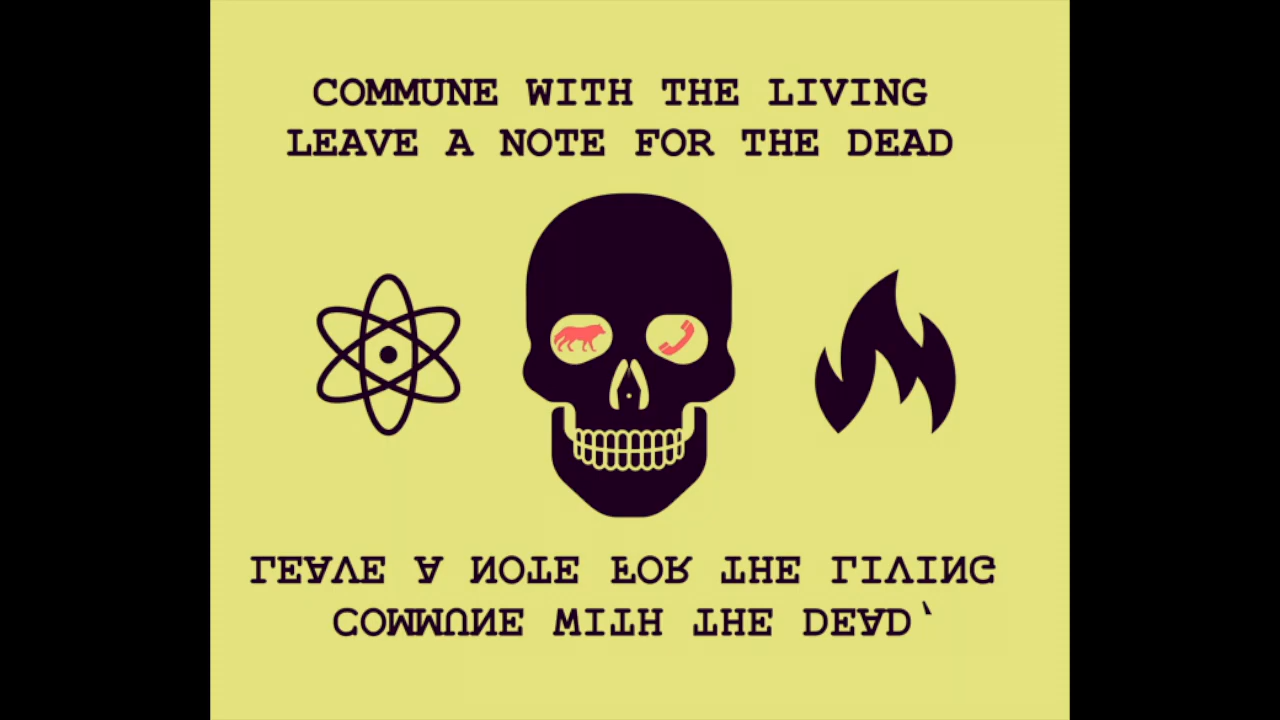 COMMUNE WITH THE LIVING
LEAVE A NOTE FOR THE DEAD
COMMUNE WITH THE DEAD,
LEAVE A NOTE FOR THE LIVING